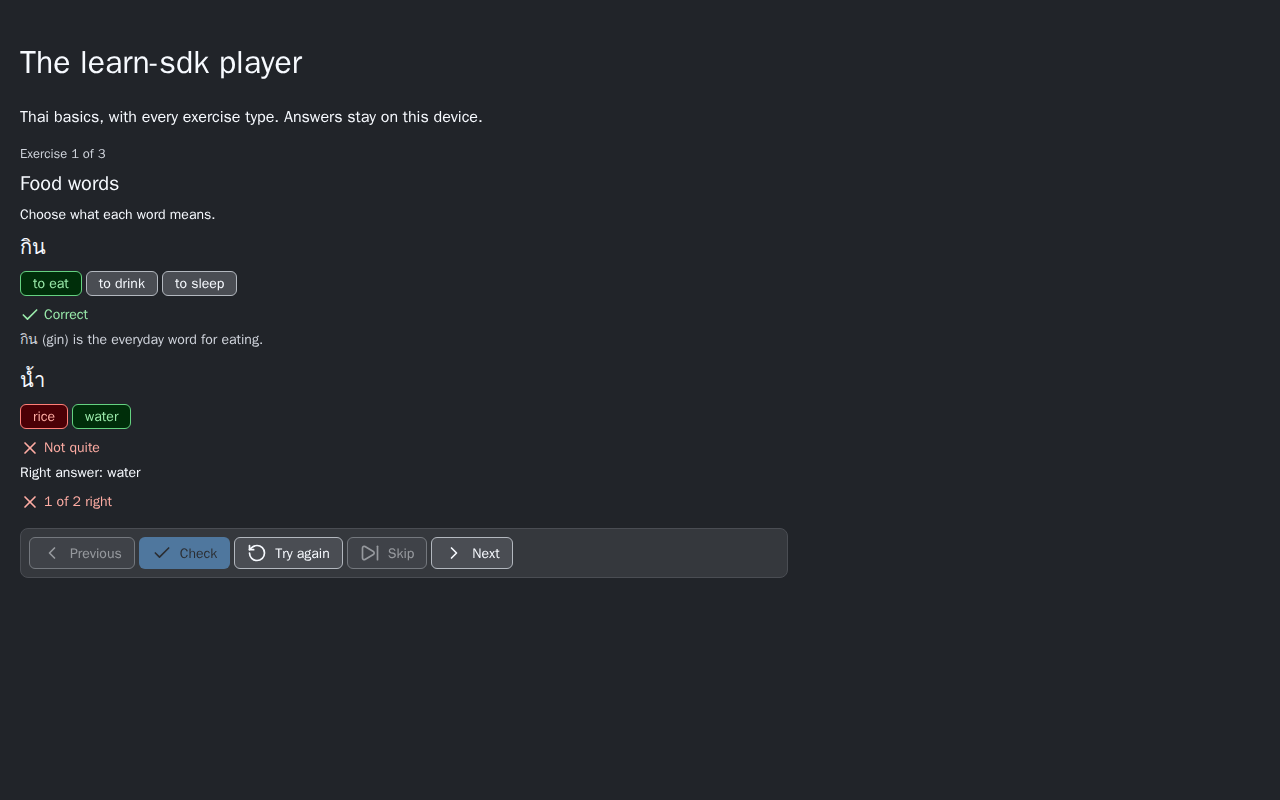 The learn-sdk player
Thai basics, with every exercise type. Answers stay on this device.
Exercise 1 of 3
Food words
Choose what each word means.
กิน
to eat to drink to sleep
Correct
กิน (gin) is the everyday word for eating.
น้ำ
rice water
Not quite
Right answer: water
1 of 2 right
Previous Check Try again Skip Next